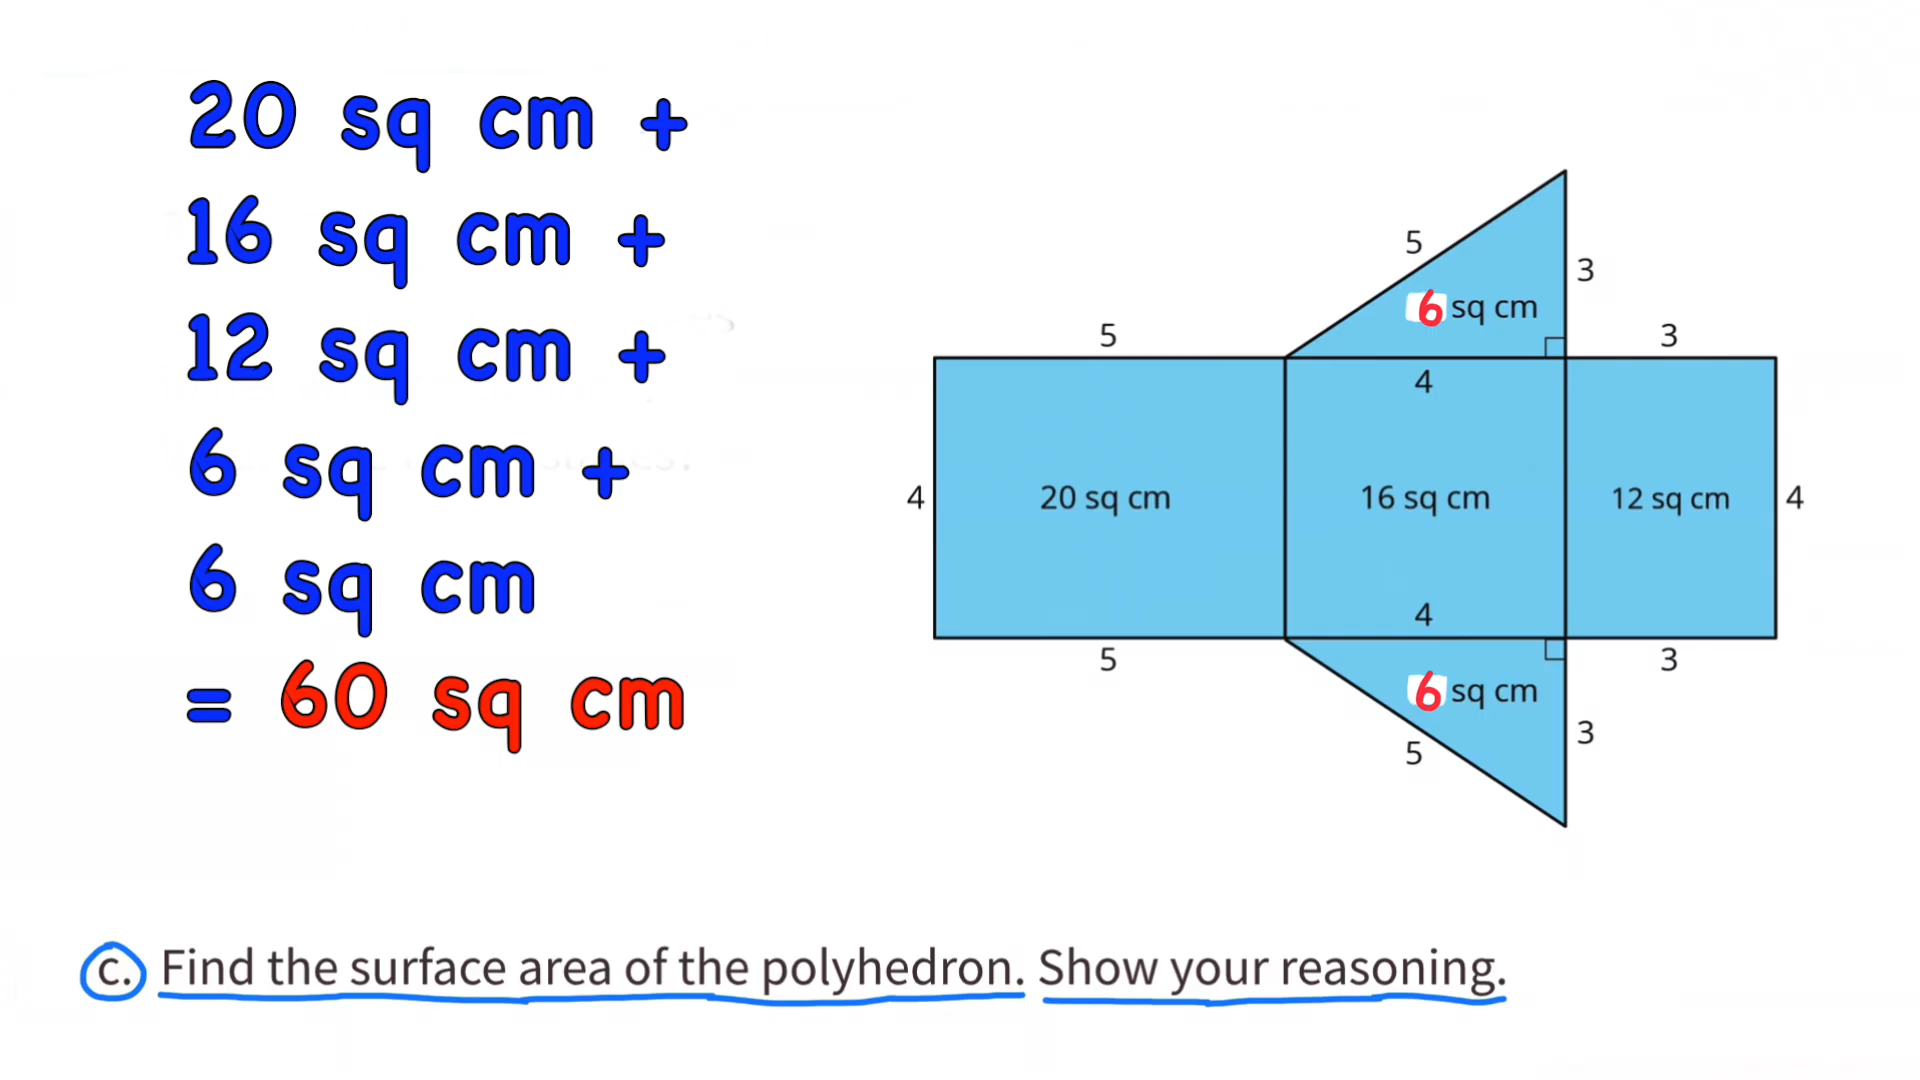 20 sq cm +
16 sq cm +
12 sq cm +
6 sq cm +
6 sq cm
= 60 sq cm
5
3
6 sq cm
5
3
4
4
20 sq cm
16 sq cm
12 sq cm
4
4
5
3
6 sq cm
3
5
c. Find the surface area of the polyhedron. Show your reasoning.